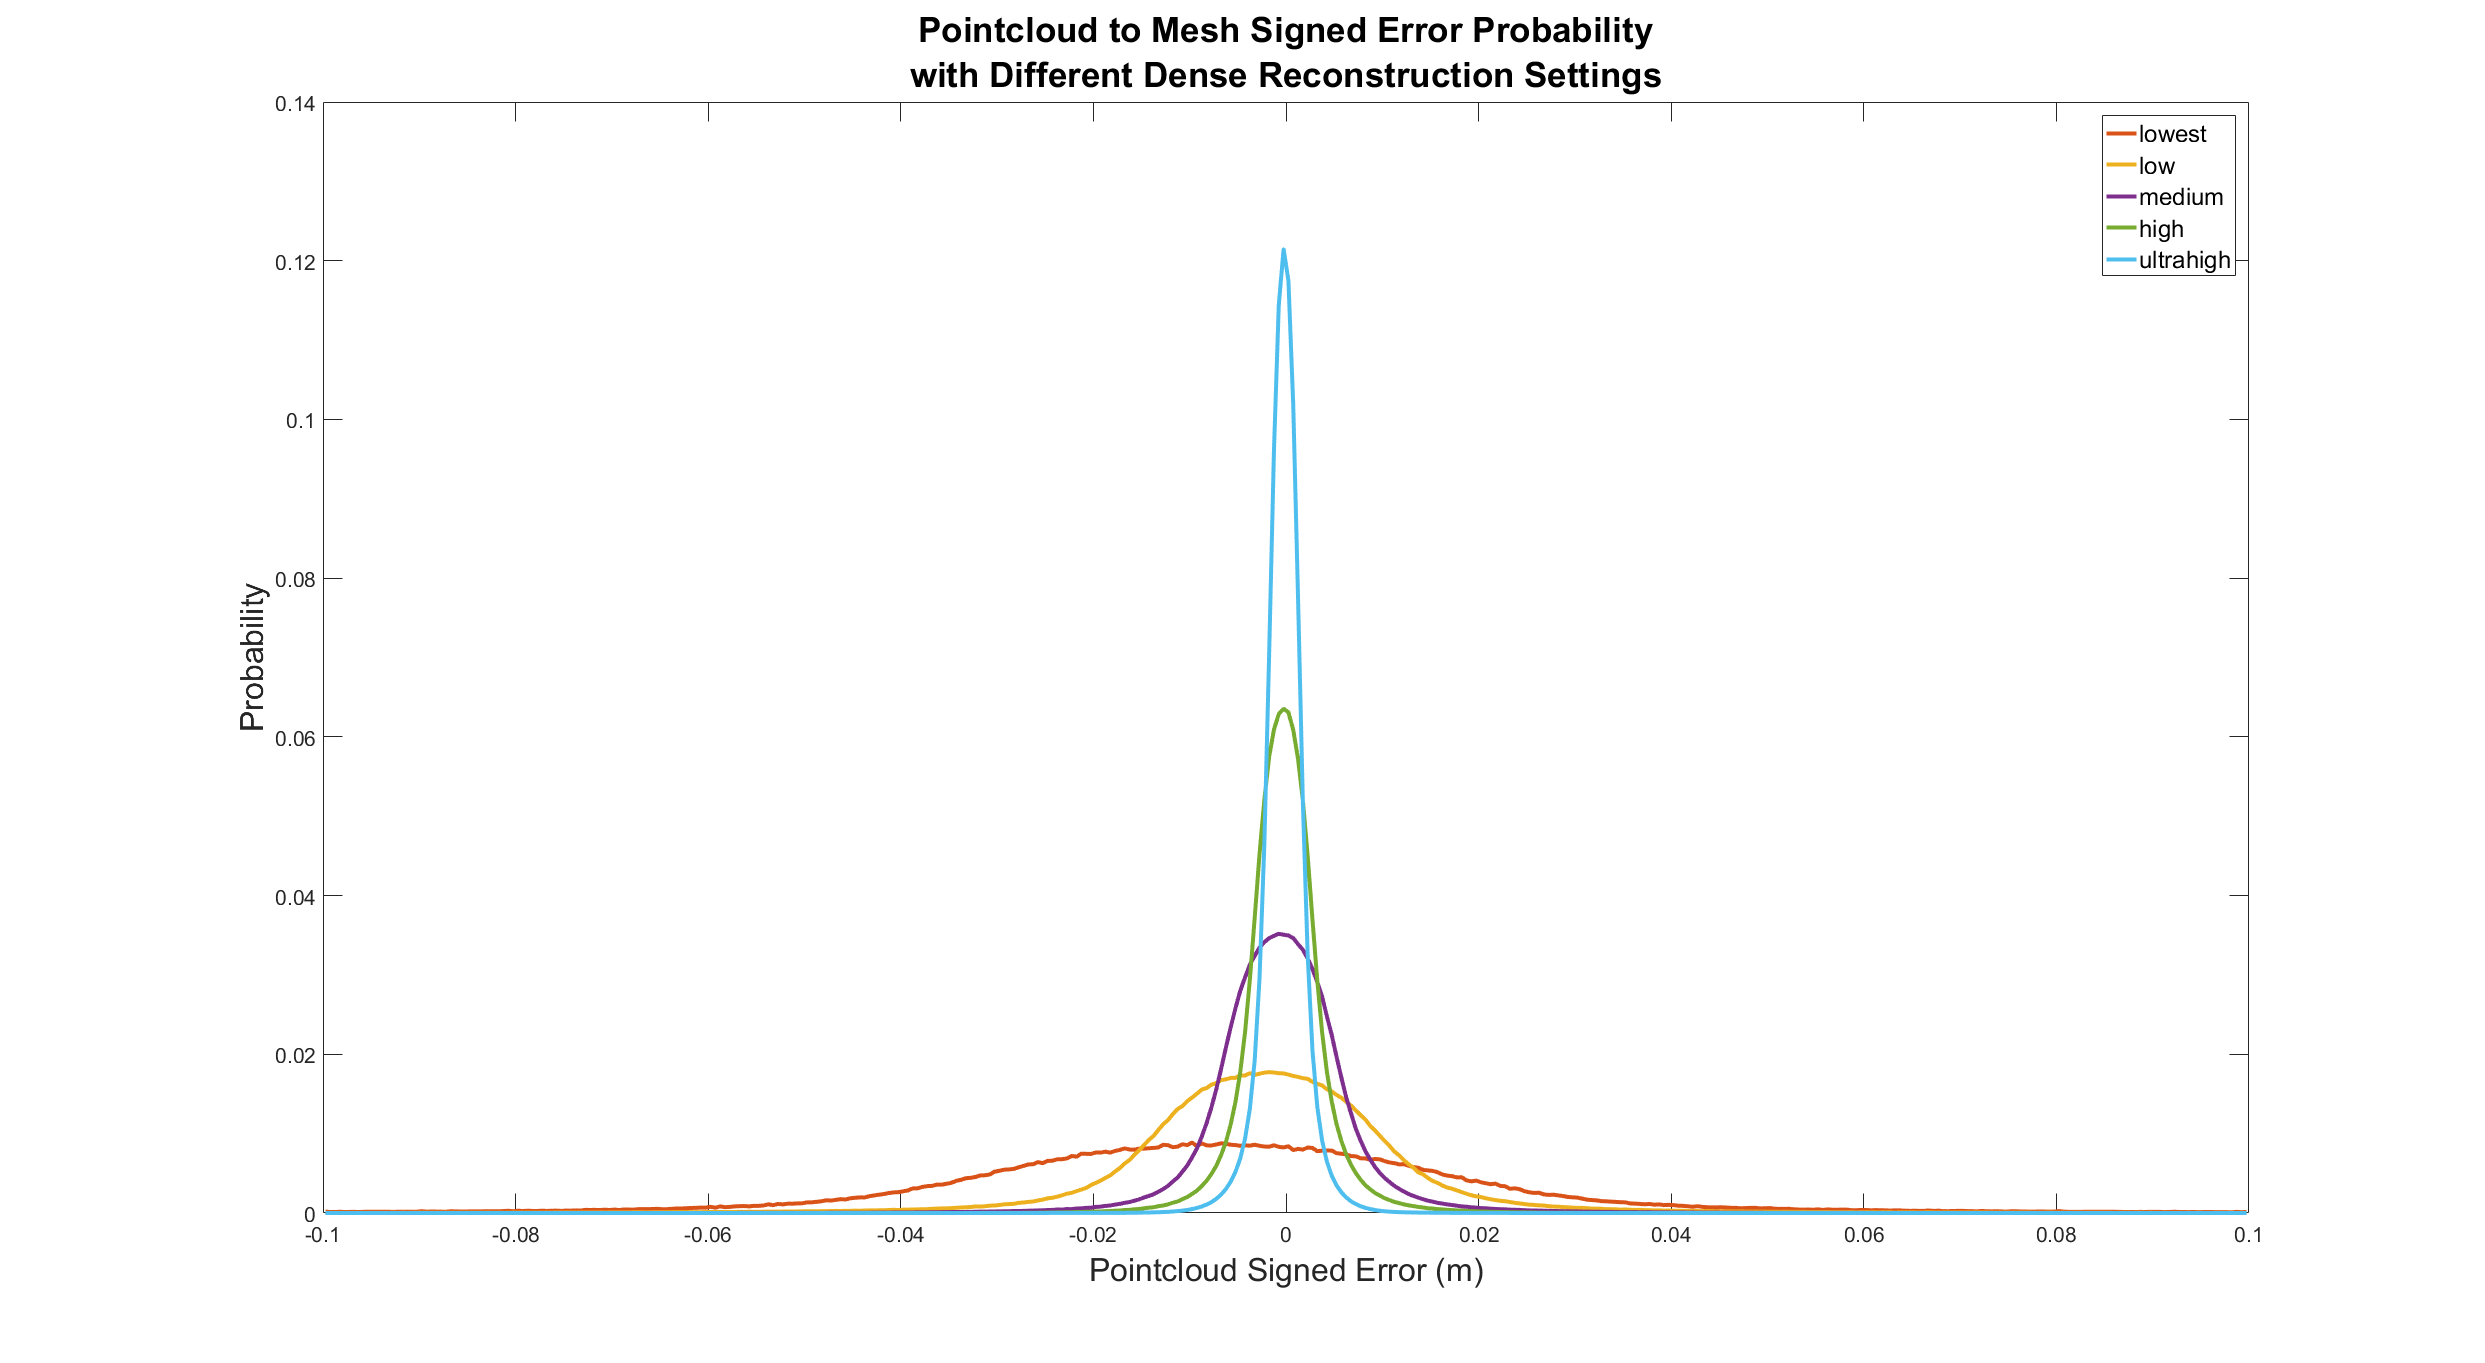 Pointcloud to Mesh Signed Error Probability
with Different Dense Reconstruction Settings
0.14
0.12
0.1
0.08
0.06
0.04
0.02
0
Probability
lowest
low
medium
high
ultrahigh
-0.1 -0.08 -0.06 -0.04 -0.02 0 0.02 0.04 0.06 0.08 0.1
Pointcloud Signed Error (m)